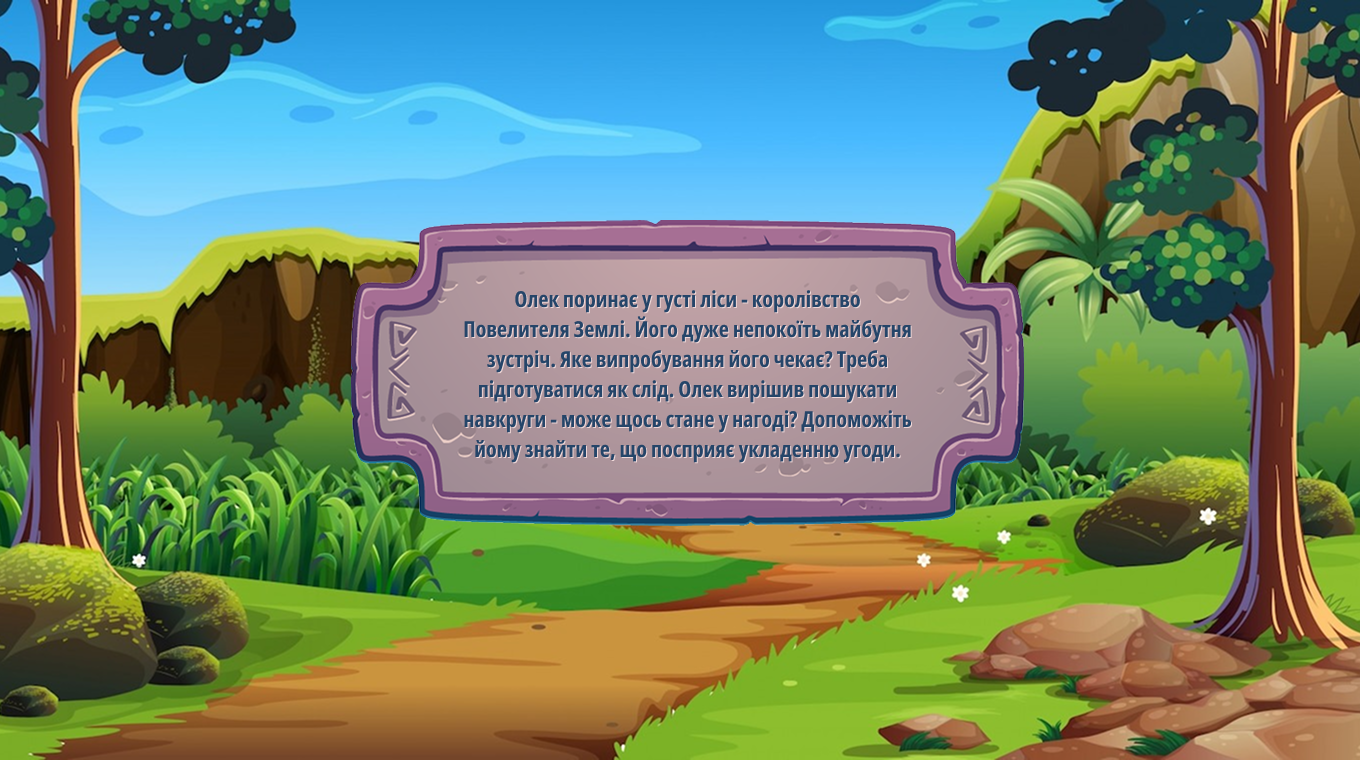 Олек поринає у густі ліси - королівство
Повелителя Землі. Його дуже непокоїть майбутня
зустріч. Яке випробування його чекає? Треба
підготуватися як слід. Олек вирішив пошукати
навкруги - може щось стане у нагоді? Допоможіть
йому знайти те, що посприяє укладенню угоди.